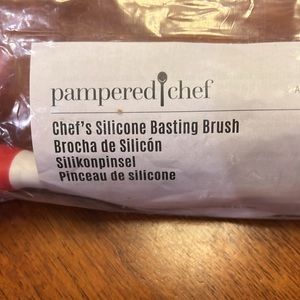 pampered chef
Chef's Silicone Basting Brush
Brocha de Silicón
Silikonpinsel
Pinceau de silicone